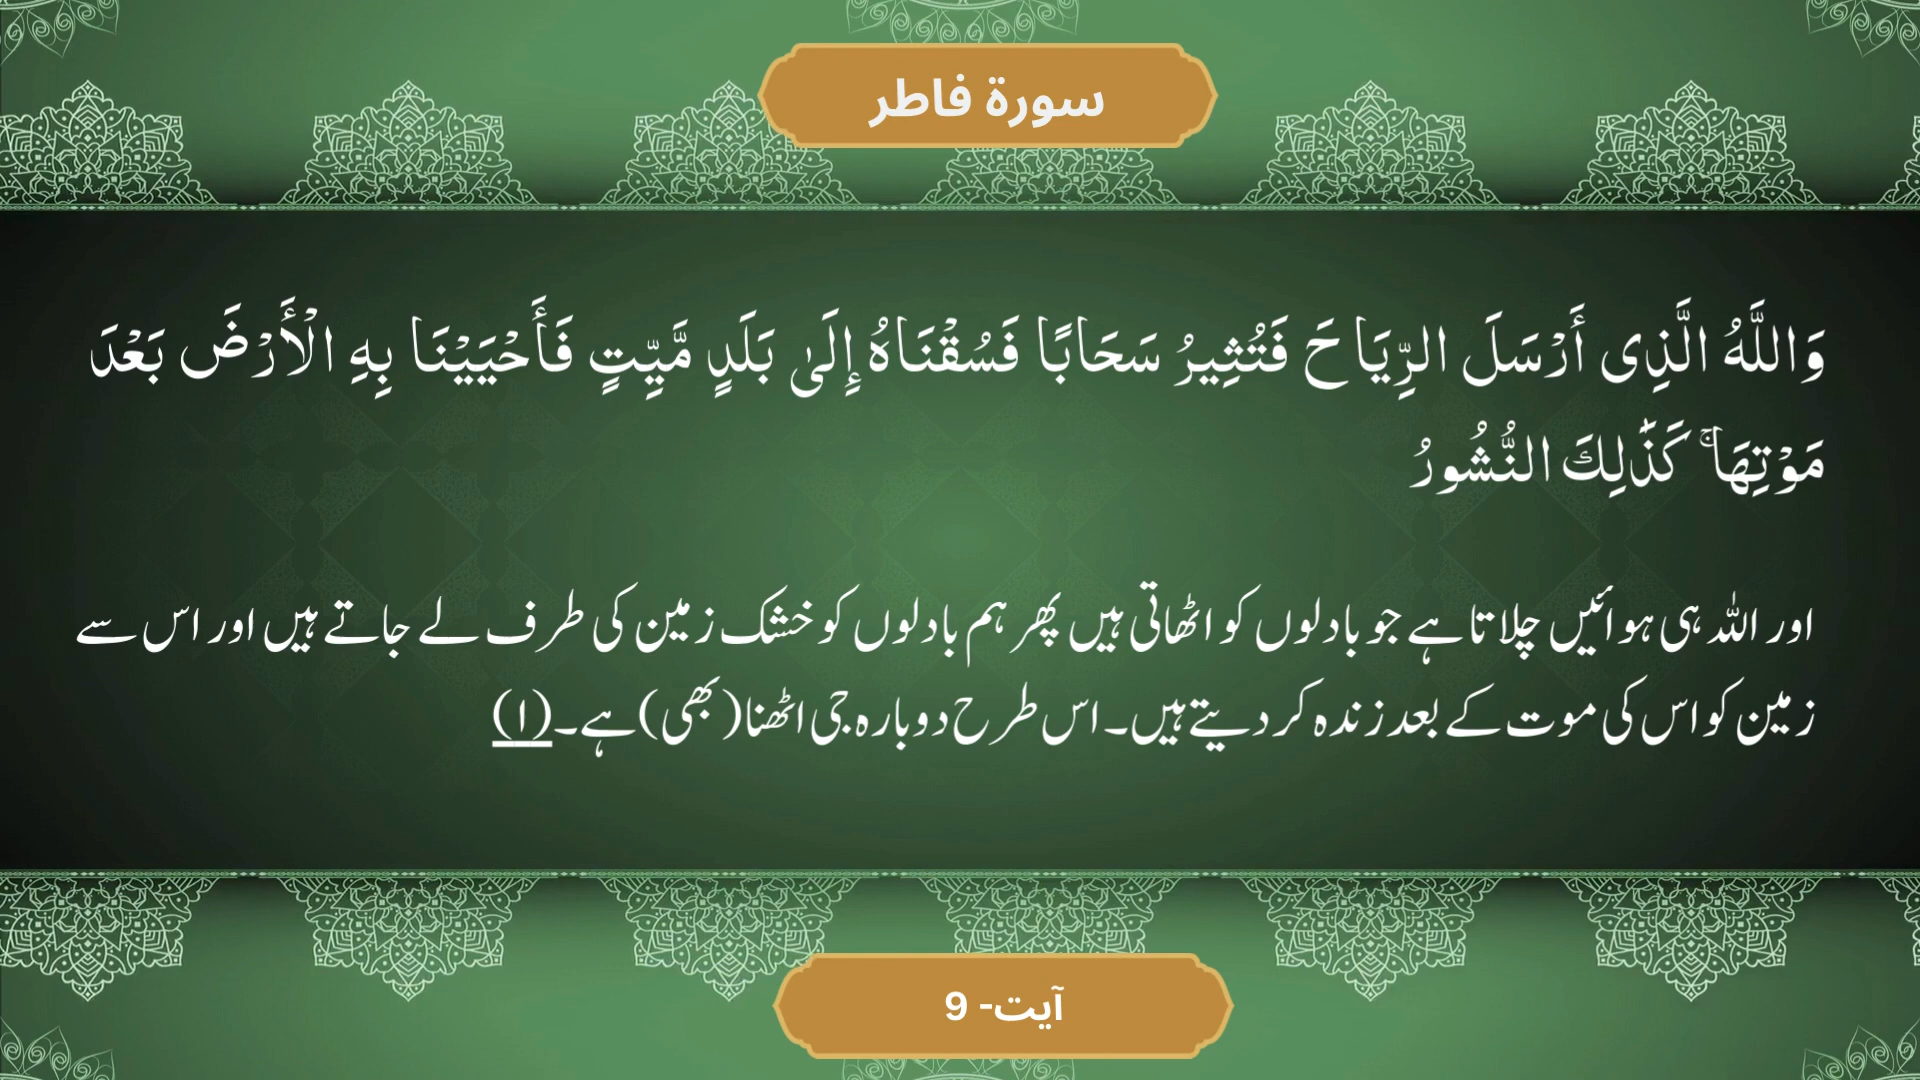 سورة فاطر
وَاللَّهُ الَّذِى أَرْسَلَ الرِّيَاحَ فَتُثِيرُ سَحَابًا فَسُقْنَاهُ إِلَىٰ بَلَدٍ مَّيِّتٍ فَأَحْيَيْنَا بِهِ الْأَرْضَ بَعْدَ
مَوْتِهَا ۚ كَذَٰلِكَ النُّشُورُ
اور اللہ ہی ہوائیں چلاتا ہے جو بادلوں کو اٹھاتی ہیں پھر ہم بادلوں کو خشک زمین کی طرف لے جاتے ہیں اور اس سے
زمین کو اس کی موت کے بعد زندہ کر دیتے ہیں۔ اس طرح دوباره جی اٹھنا (بھی) ہے۔(١)
آیت- 9